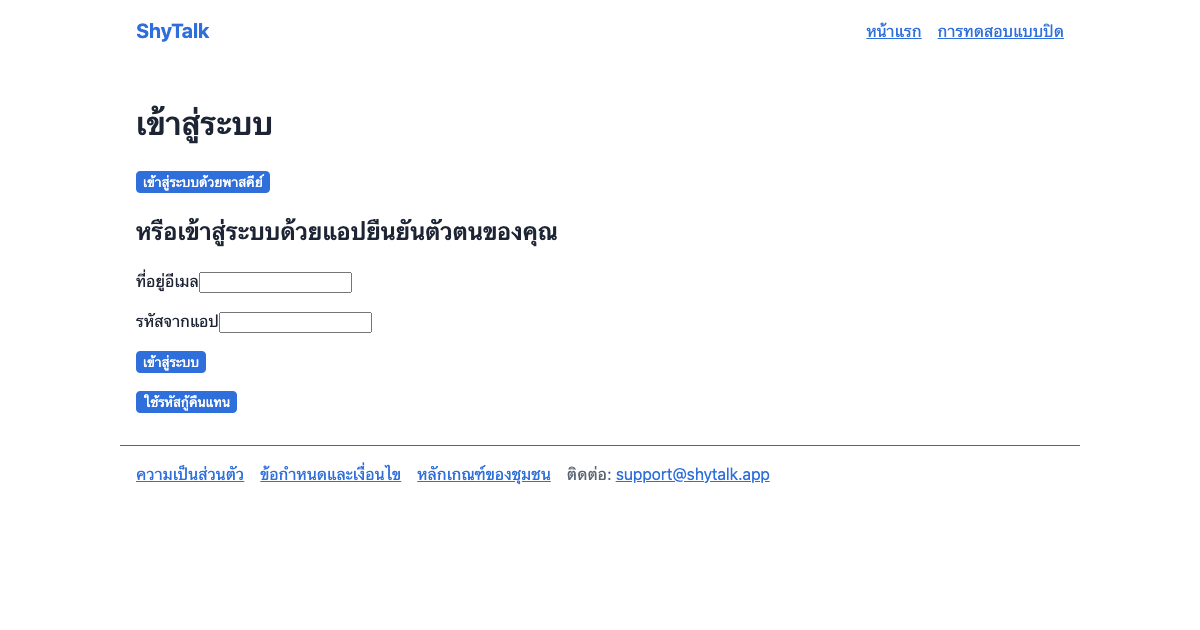 ShyTalk
หน้าแรก การทดสอบแบบปิด
เข้าสู่ระบบ
เข้าสู่ระบบด้วยพาสคีย์
หรือเข้าสู่ระบบด้วยแอปยืนยันตัวตนของคุณ
ที่อยู่อีเมล
รหัสจากแอป
เข้าสู่ระบบ
ใช้รหัสกู้คืนแทน
ความเป็นส่วนตัว ข้อกำหนดและเงื่อนไข หลักเกณฑ์ของชุมชน ติดต่อ: support@shytalk.app